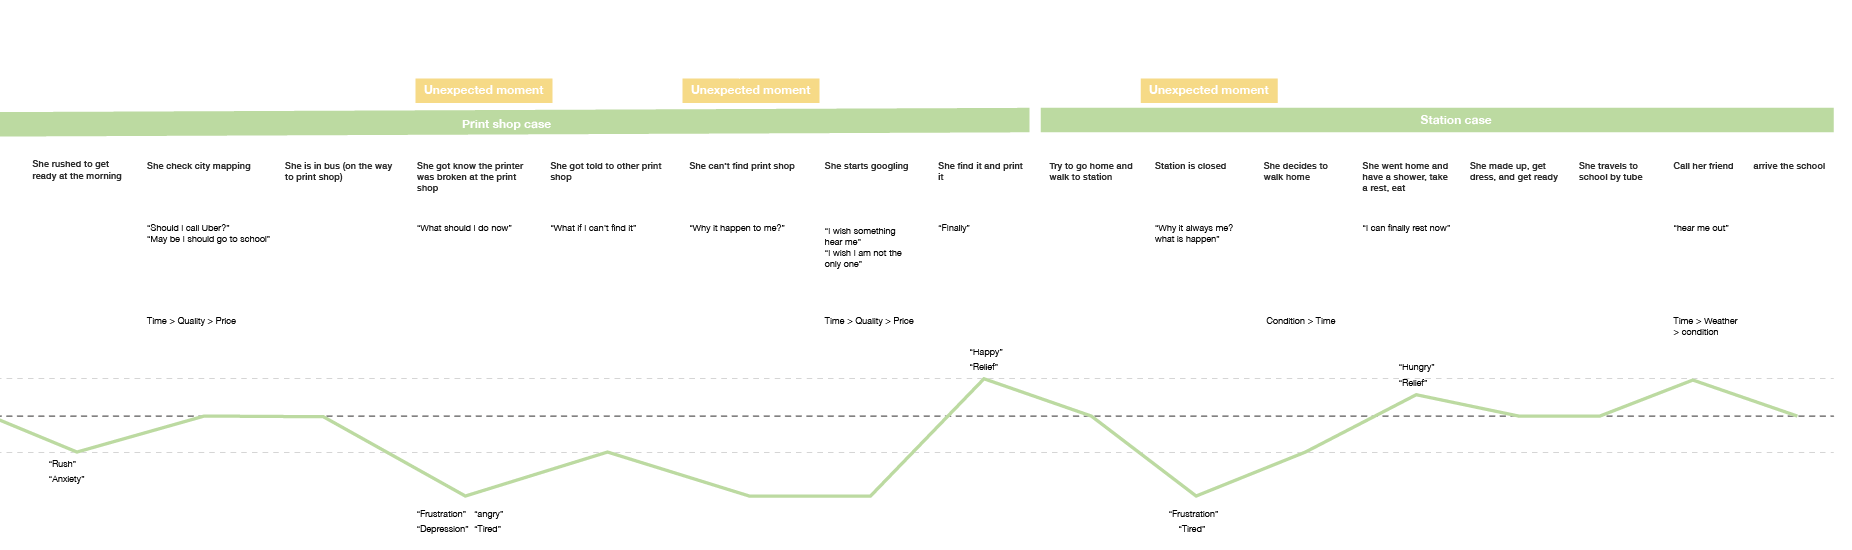 Unexpected moment
Unexpected moment
Unexpected moment
Print shop case
Station case
She rushed to get
ready at the morning
She check city mapping
She is in bus (on the way
to print shop)
She got know the printer
was broken at the print
shop
She got told to other print
shop
She can't find print shop
She starts googling
She find it and print
it
Try to go home and
walk to station
Station is closed
She decides to
walk home
She went home and
have a shower, take
a rest, eat
She made up, get
dress, and get ready
She travels to
school by tube
Call her friend
arrive the school
“Should I call Uber?”
“May be I should go to school”
“What should I do now”
“What if I can't find it”
“Why it happen to me?”
“I wish something
hear me”
“I wish I am not the
only one”
“Finally”
“Why it always me?
what is happen”
“I can finally rest now”
“hear me out”
Time > Quality > Price
Time > Quality > Price
Condition > Time
Time > Weather
> condition
“Happy”
“Relief”
“Hungry”
“Relief”
“Rush”
“Anxiety”
“Frustration” “angry”
“Depression” “Tired”
“Frustration”
“Tired”